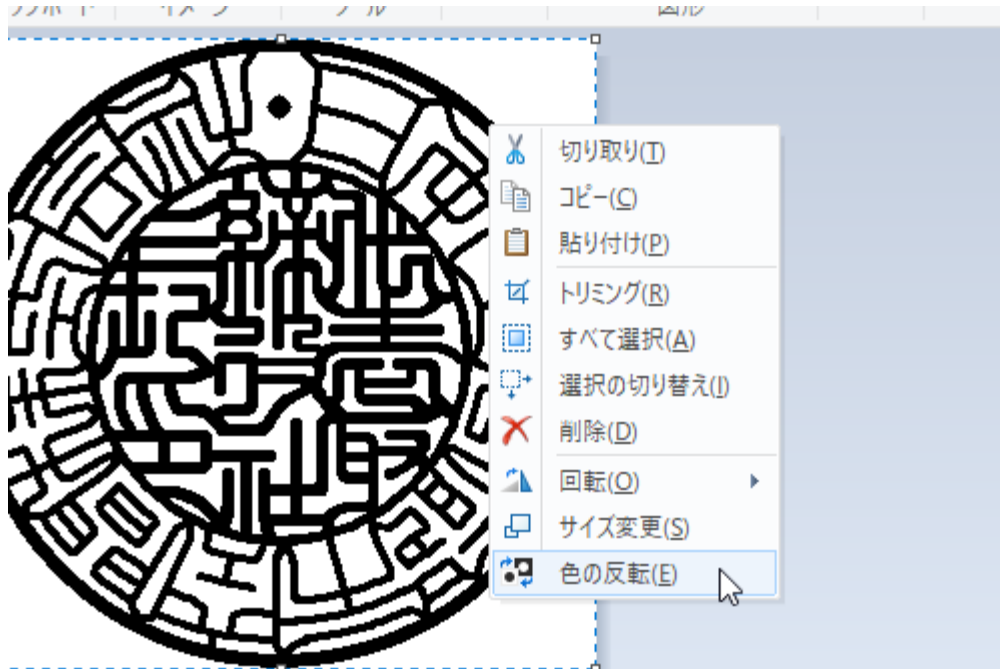 切り取り(T)
コピー(C)
貼り付け(P)
トリミング(R)
すべて選択(A)
選択の切り替え(I)
削除(D)
回転(O)
サイズ変更(S)
色の反転(E)